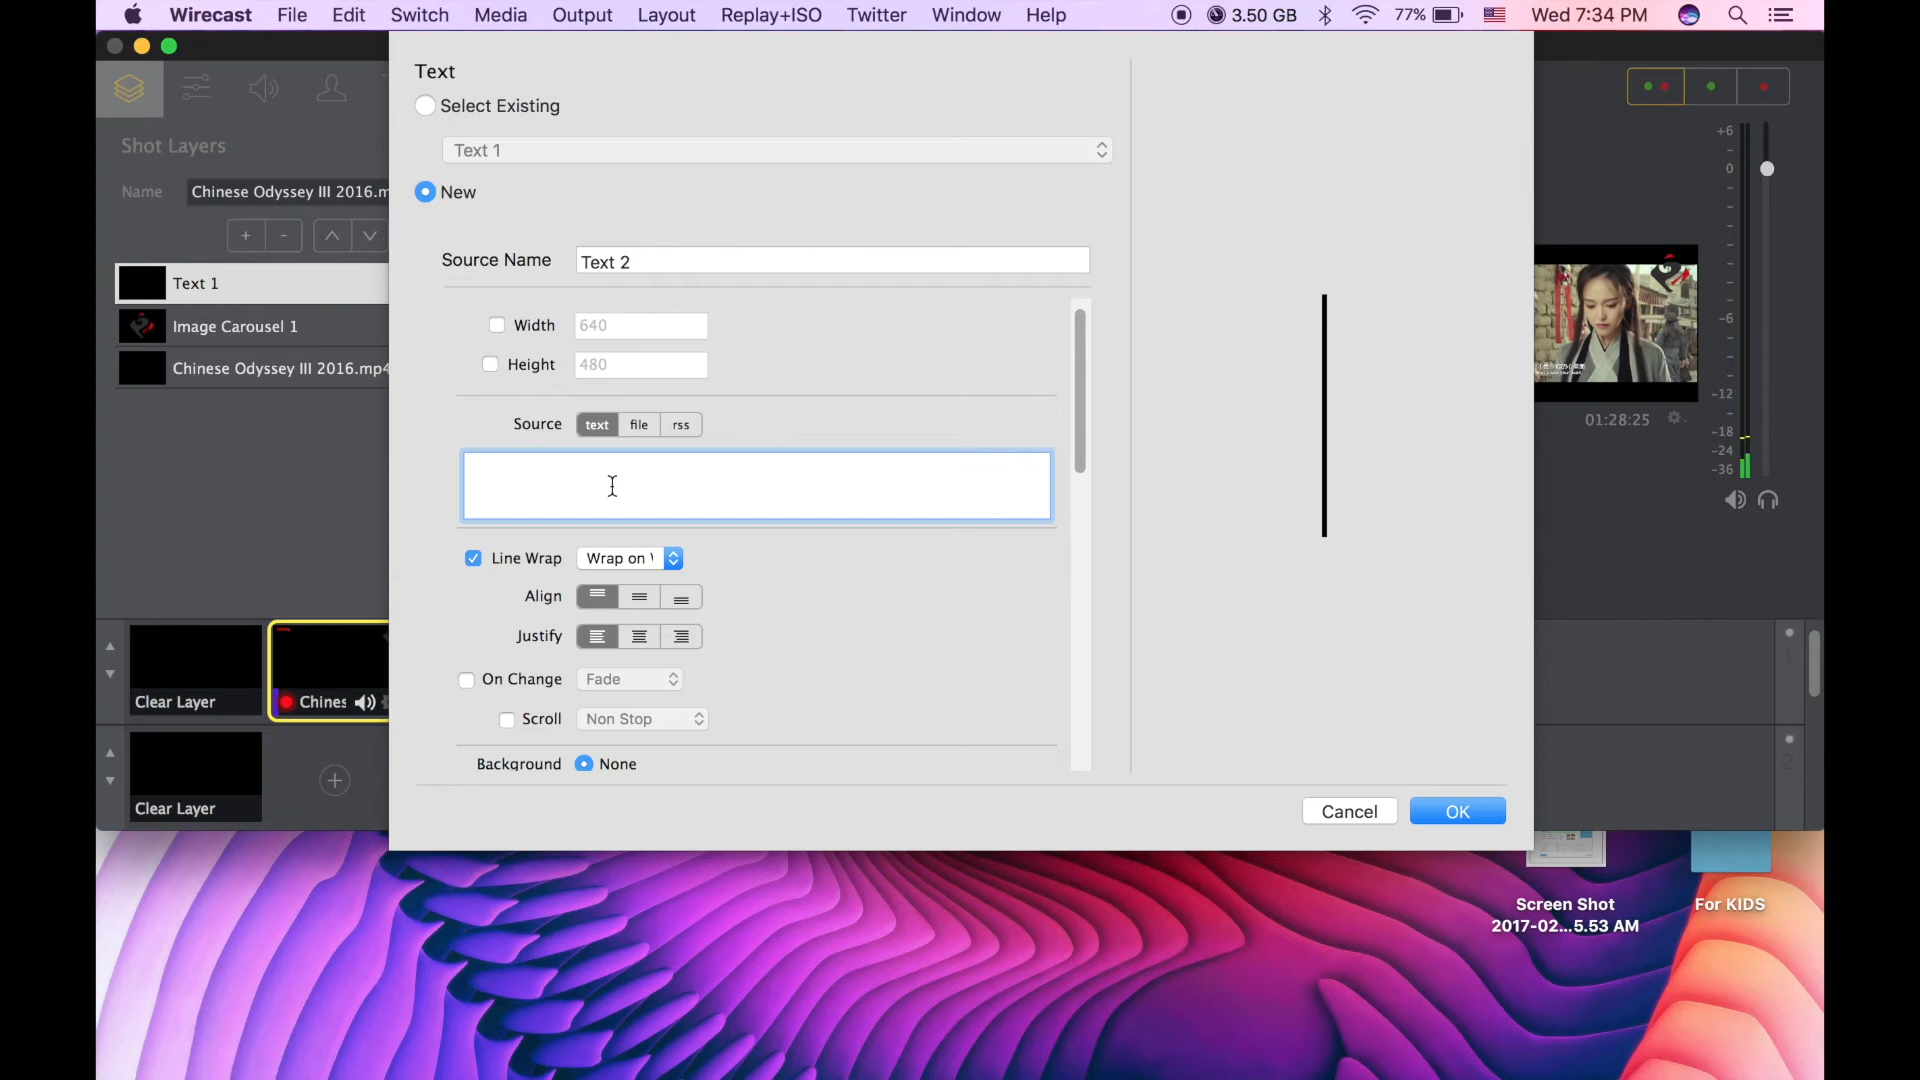 Wirecast File Edit Switch Media Output Layout Replay+ISO Twitter Window Help 3.50 GB 77% Wed 7:34 PM
Text
Select Existing
Text 1
New
Source Name Text 2
Width 640
Height 480
Source text file rss
Line Wrap Wrap on
Align
Justify
On Change Fade
Scroll Non Stop
Background None
Cancel OK
Shot Layers
Name Chinese Odyssey III 2016.m
+ -
Text 1
Image Carousel 1
Chinese Odyssey III 2016.mp4
Clear Layer
Chines
Clear Layer
+6
0
-6
-12
-18
-24
-36
01:28:25
1
2
Screen Shot
2017-02...5.53 AM
For KIDS